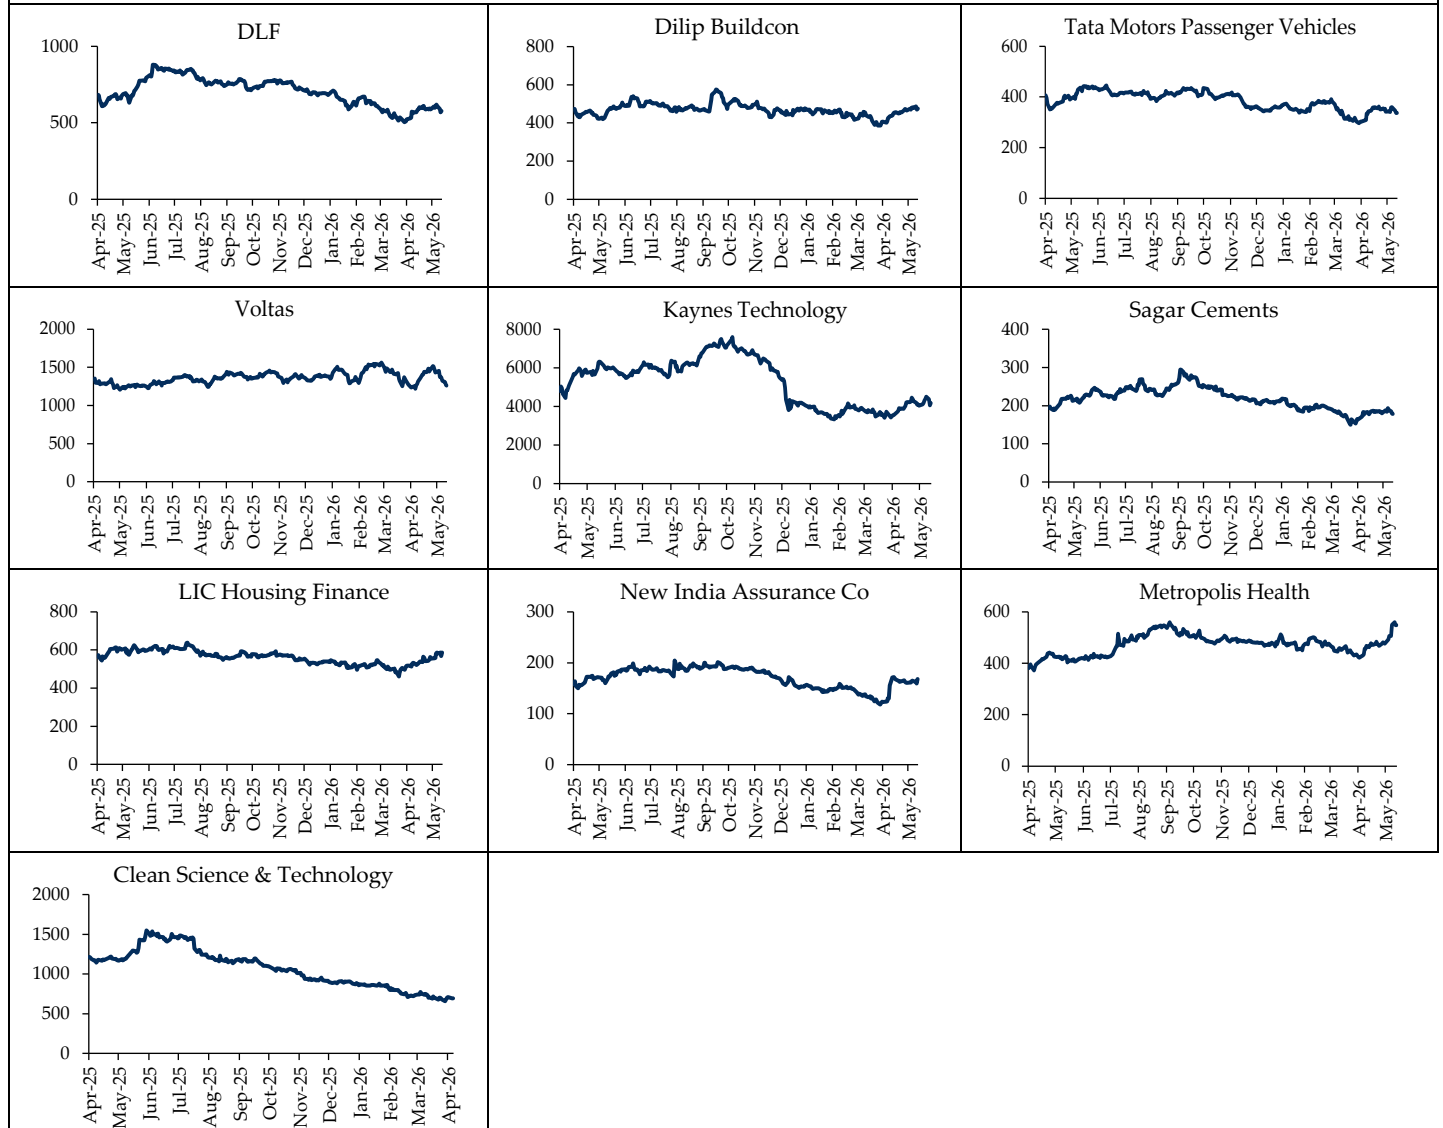 DLF
1000
500
0
Apr-25
May-25
Jun-25
Jul-25
Aug-25
Sep-25
Oct-25
Nov-25
Dec-25
Jan-26
Feb-26
Mar-26
Apr-26
May-26
Dilip Buildcon
800
600
400
200
0
Apr-25
May-25
Jun-25
Jul-25
Aug-25
Sep-25
Oct-25
Nov-25
Dec-25
Jan-26
Feb-26
Mar-26
Apr-26
May-26
Tata Motors Passenger Vehicles
600
400
200
0
Apr-25
May-25
Jun-25
Jul-25
Aug-25
Sep-25
Oct-25
Nov-25
Dec-25
Jan-26
Feb-26
Mar-26
Apr-26
May-26
Voltas
2000
1500
1000
500
0
Apr-25
May-25
Jun-25
Jul-25
Aug-25
Sep-25
Oct-25
Nov-25
Dec-25
Jan-26
Feb-26
Mar-26
Apr-26
May-26
Kaynes Technology
8000
6000
4000
2000
0
Apr-25
May-25
Jun-25
Jul-25
Aug-25
Sep-25
Oct-25
Nov-25
Dec-25
Jan-26
Feb-26
Mar-26
Apr-26
May-26
Sagar Cements
400
300
200
100
0
Apr-25
May-25
Jun-25
Jul-25
Aug-25
Sep-25
Oct-25
Nov-25
Dec-25
Jan-26
Feb-26
Mar-26
Apr-26
May-26
LIC Housing Finance
800
600
400
200
0
Apr-25
May-25
Jun-25
Jul-25
Aug-25
Sep-25
Oct-25
Nov-25
Dec-25
Jan-26
Feb-26
Mar-26
Apr-26
May-26
New India Assurance Co
300
200
100
0
Apr-25
May-25
Jun-25
Jul-25
Aug-25
Sep-25
Oct-25
Nov-25
Dec-25
Jan-26
Feb-26
Mar-26
Apr-26
May-26
Metropolis Health
600
400
200
0
Apr-25
May-25
Jun-25
Jul-25
Aug-25
Sep-25
Oct-25
Nov-25
Dec-25
Jan-26
Feb-26
Mar-26
Apr-26
May-26
Clean Science & Technology
2000
1500
1000
500
0
Apr-25
May-25
Jun-25
Jul-25
Aug-25
Sep-25
Oct-25
Nov-25
Dec-25
Jan-26
Feb-26
Mar-26
Apr-26